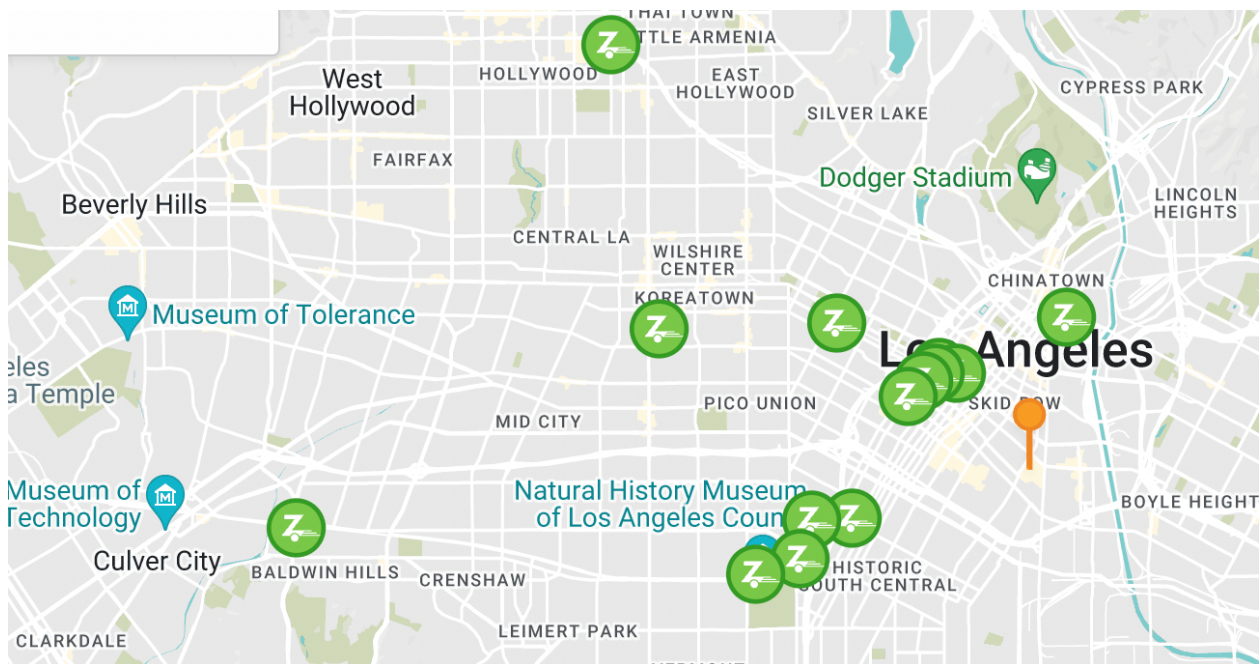 THAI TOWN
TTLE ARMENIA
HOLLYWOOD
EAST
HOLLYWOOD
West
Hollywood
CYPRESS PARK
SILVER LAKE
FAIRFAX
Dodger Stadium
Beverly Hills
LINCOLN
HEIGHTS
CENTRAL LA
WILSHIRE
CENTER
CHINATOWN
KOREATOWN
Museum of Tolerance
Angeles
eles
a Temple
PICO UNION
SKID ROW
MID CITY
Museum of
Technology
Natural History Museum
of Los Angeles Coun
BOYLE HEIGHT
Culver City
BALDWIN HILLS
CRENSHAW
HISTORIC
SOUTH CENTRAL
LEIMERT PARK
CLARKDALE